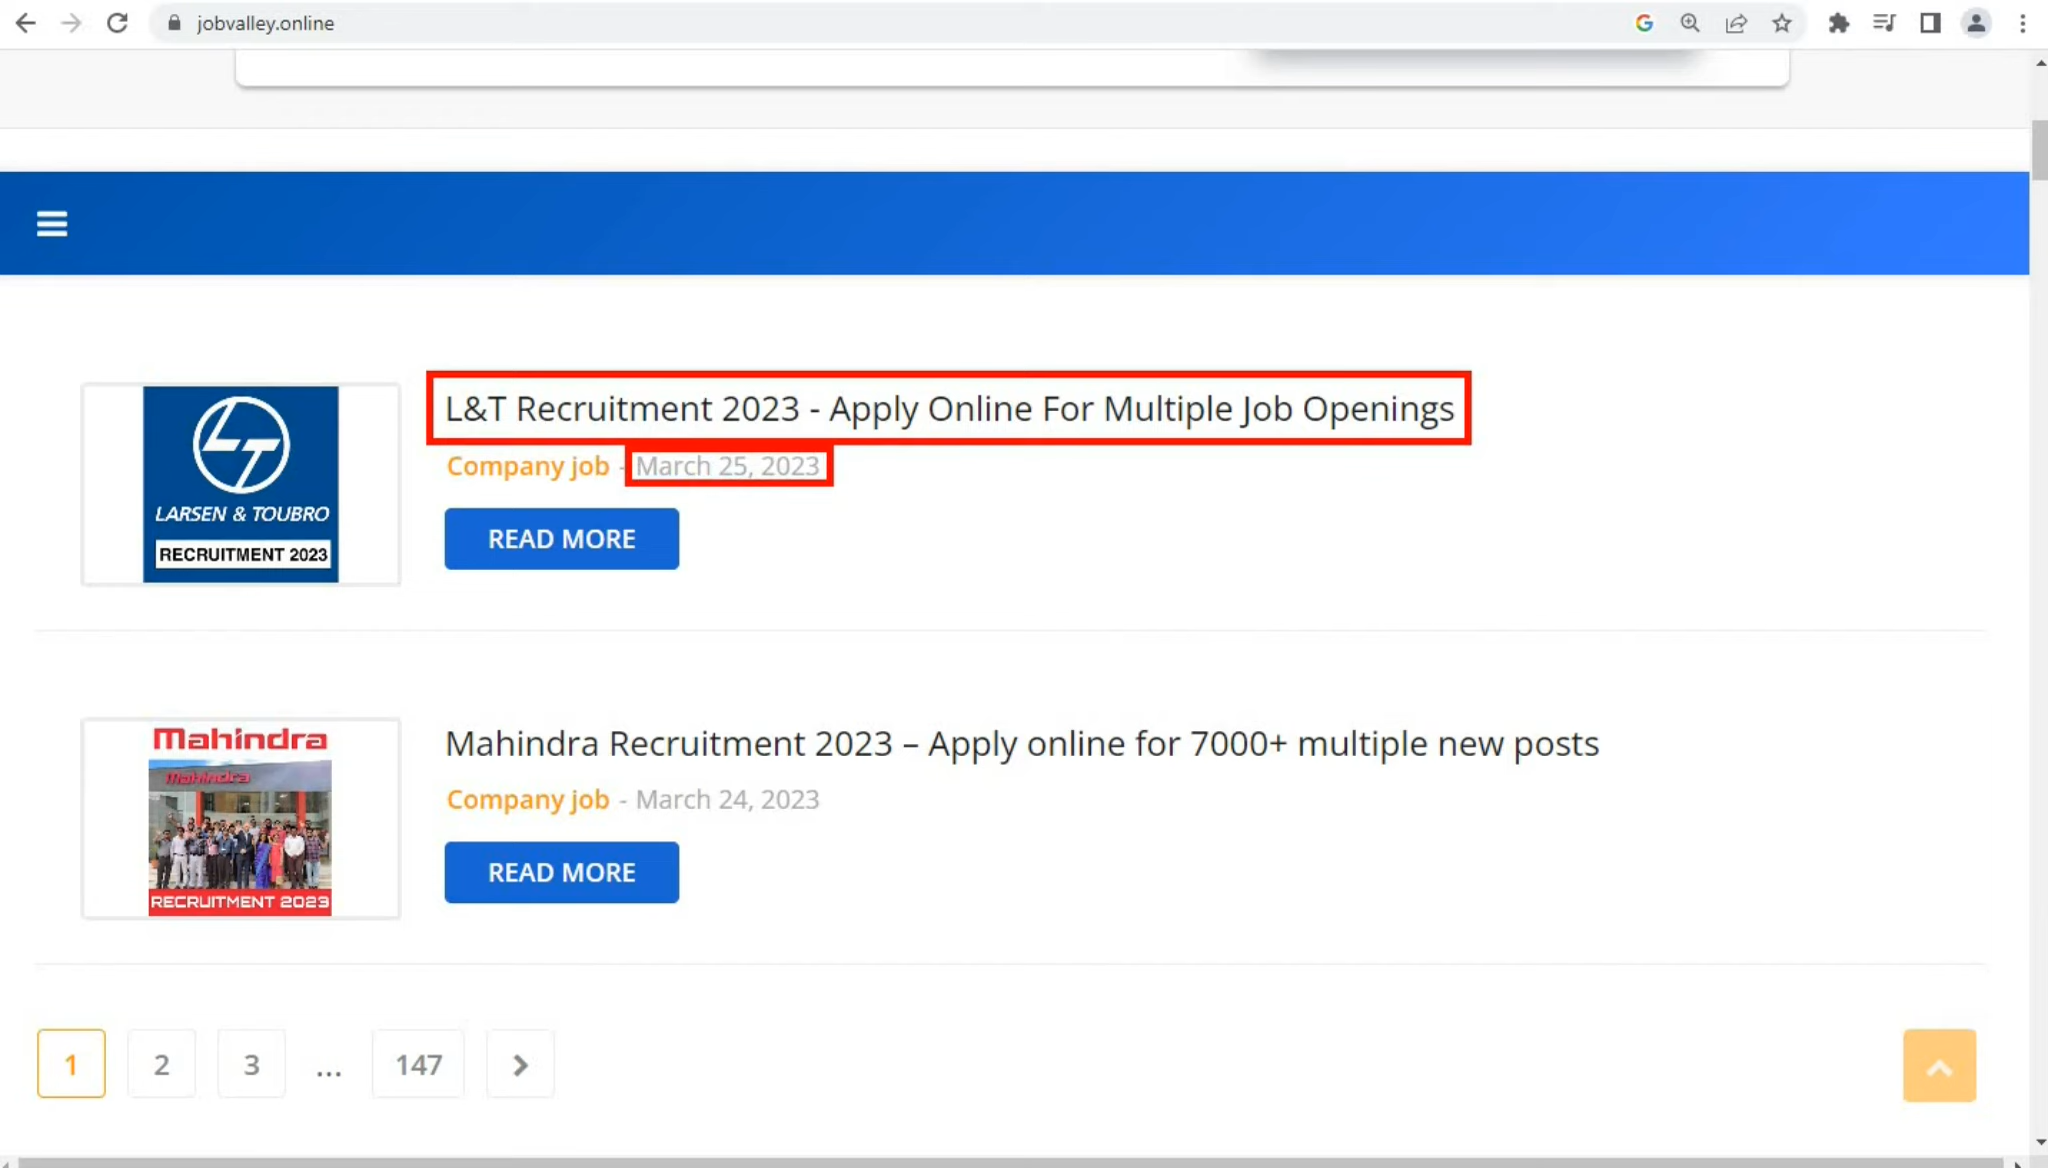 jobvalley.online
L&T Recruitment 2023 - Apply Online For Multiple Job Openings
Company job - March 25, 2023
LARSEN & TOUBRO
RECRUITMENT 2023
READ MORE
Mahindra
Mahindra
RECRUITMENT 2023
Mahindra Recruitment 2023 – Apply online for 7000+ multiple new posts
Company job - March 24, 2023
READ MORE
1 2 3 ... 147